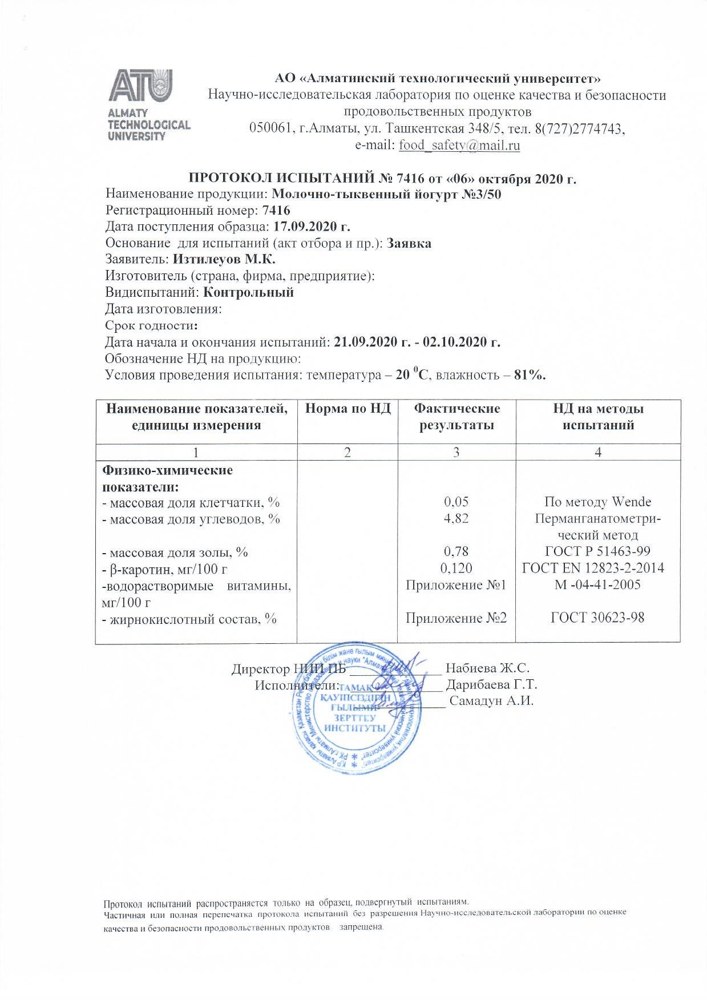 ATU
ALMATY
TECHNOLOGICAL
UNIVERSITY
АО «Алматинский технологический университет»
Научно-исследовательская лаборатория по оценке качества и безопасности
продовольственных продуктов
050061, г.Алматы, ул. Ташкентская 348/5, тел. 8(727)2774743,
e-mail: food_safety@mail.ru
ПРОТОКОЛ ИСПЫТАНИЙ № 7416 от «06» октября 2020 г.
Наименование продукции: Молочно-тыквенный йогурт №3/50
Регистрационный номер: 7416
Дата поступления образца: 17.09.2020 г.
Основание для испытаний (акт отбора и пр.): Заявка
Заявитель: Изтилеуов М.К.
Изготовитель (страна, фирма, предприятие):
Видиспытаний: Контрольный
Дата изготовления:
Срок годности:
Дата начала и окончания испытаний: 21.09.2020 г. - 02.10.2020 г.
Обозначение НД на продукцию:
Условия проведения испытания: температура – 20 ⁰С, влажность – 81%.
Наименование показателей, Норма по НД Фактические НД на методы
единицы измерения результаты испытаний
1 2 3 4
Физико-химические
показатели:
- массовая доля клетчатки, % 0,05 По методу Wende
- массовая доля углеводов, % 4,82 Перманганатометри-
ческий метод
- массовая доля золы, % 0,78 ГОСТ Р 51463-99
- β-каротин, мг/100 г 0,120 ГОСТ EN 12823-2-2014
-водорастворимые витамины, Приложение №1 М -04-41-2005
мг/100 г
- жирнокислотный состав, % Приложение №2 ГОСТ 30623-98
Директор НИИ ПБ ____________ Набиева Ж.С.
Исполнители: ____________ Дарибаева Г.Т.
____________ Самадун А.И.
ТАМАҚ
ҚАУІПСІЗДІГІН
ҒЫЛЫМИ-
ЗЕРТТЕУ
ИНСТИТУТЫ
Протокол испытаний распространяется только на образец, подвергнутый испытаниям.
Частичная или полная перепечатка протокола испытаний без разрешения Научно-исследовательской лаборатории по оценке
качества и безопасности продовольственных продуктов запрещена.